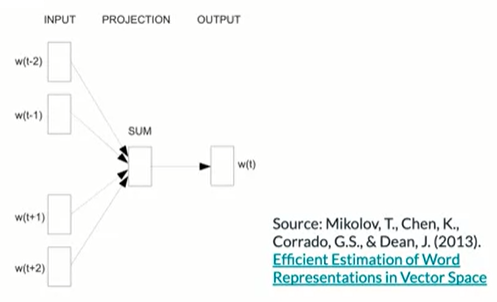 INPUT PROJECTION OUTPUT
w(t-2)
w(t-1)
SUM
w(t)
w(t+1)
w(t+2)
Source: Mikolov, T., Chen, K.,
Corrado, G.S., & Dean, J. (2013).
Efficient Estimation of Word
Representations in Vector Space